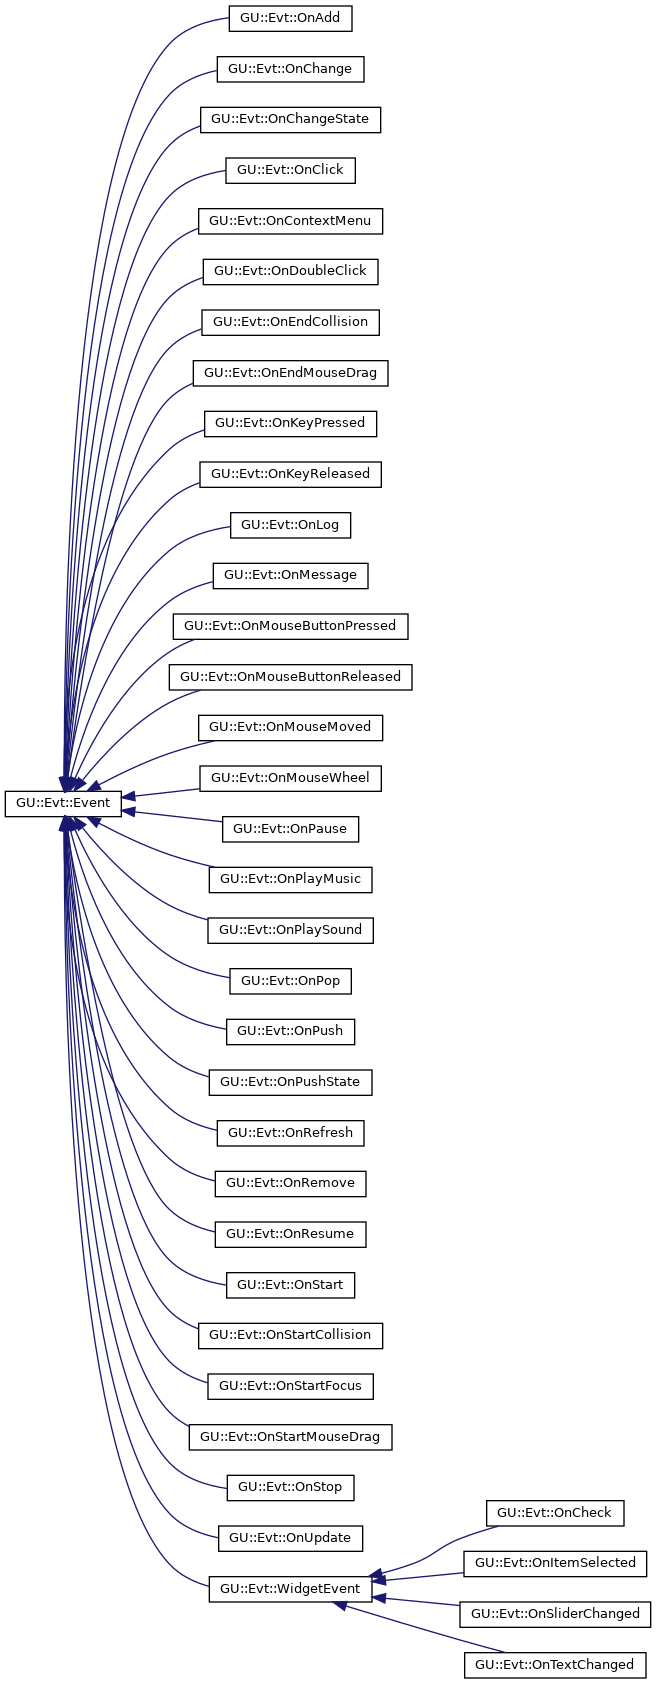 GU::Evt::OnAdd
GU::Evt::OnChange
GU::Evt::OnChangeState
GU::Evt::OnClick
GU::Evt::OnContextMenu
GU::Evt::OnDoubleClick
GU::Evt::OnEndCollision
GU::Evt::OnEndMouseDrag
GU::Evt::OnKeyPressed
GU::Evt::OnKeyReleased
GU::Evt::OnLog
GU::Evt::OnMessage
GU::Evt::OnMouseButtonPressed
GU::Evt::OnMouseButtonReleased
GU::Evt::OnMouseMoved
GU::Evt::OnMouseWheel
GU::Evt::Event
GU::Evt::OnPause
GU::Evt::OnPlayMusic
GU::Evt::OnPlaySound
GU::Evt::OnPop
GU::Evt::OnPush
GU::Evt::OnPushState
GU::Evt::OnRefresh
GU::Evt::OnRemove
GU::Evt::OnResume
GU::Evt::OnStart
GU::Evt::OnStartCollision
GU::Evt::OnStartFocus
GU::Evt::OnStartMouseDrag
GU::Evt::OnStop
GU::Evt::OnCheck
GU::Evt::OnUpdate
GU::Evt::OnItemSelected
GU::Evt::WidgetEvent
GU::Evt::OnSliderChanged
GU::Evt::OnTextChanged